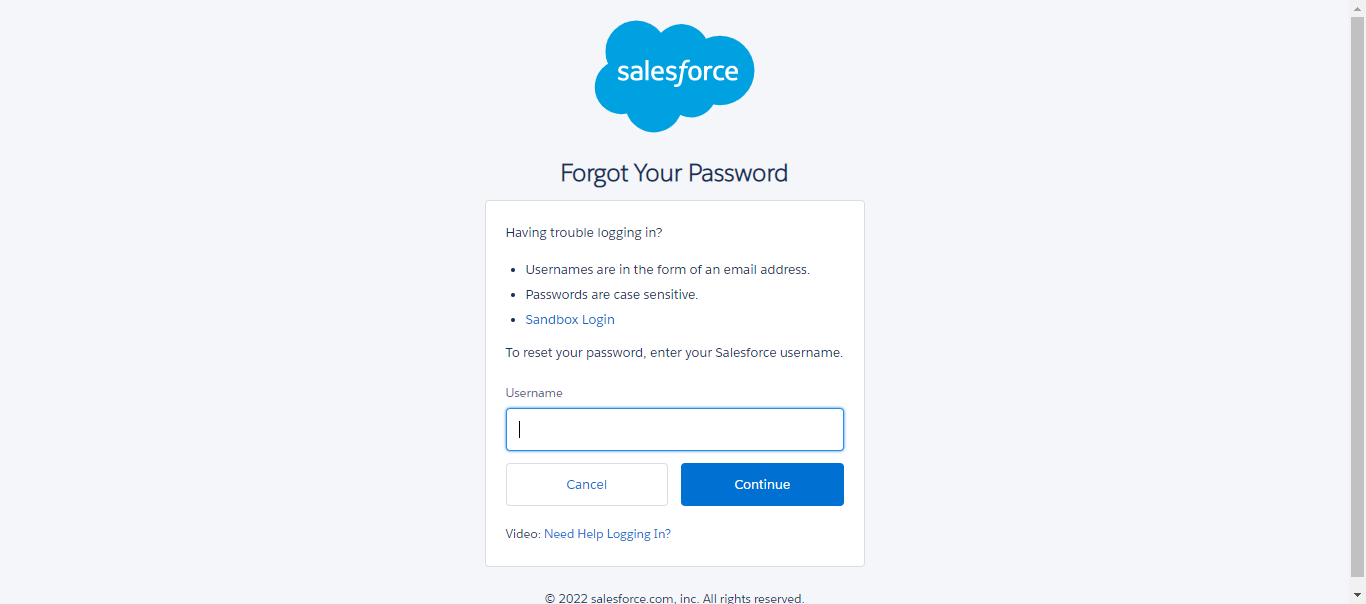 salesforce
Forgot Your Password
Having trouble logging in?
Usernames are in the form of an email address.
Passwords are case sensitive.
Sandbox Login
To reset your password, enter your Salesforce username.
Username
Cancel
Continue
Video: Need Help Logging In?
© 2022 salesforce.com, inc. All rights reserved.